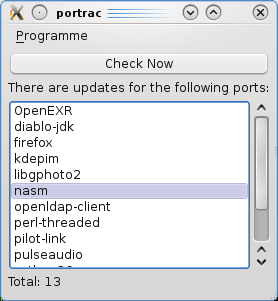 portrac
Programme
Check Now
There are updates for the following ports:
OpenEXR
diablo-jdk
firefox
kdepim
libgphoto2
nasm
openldap-client
perl-threaded
pilot-link
pulseaudio
Total: 13